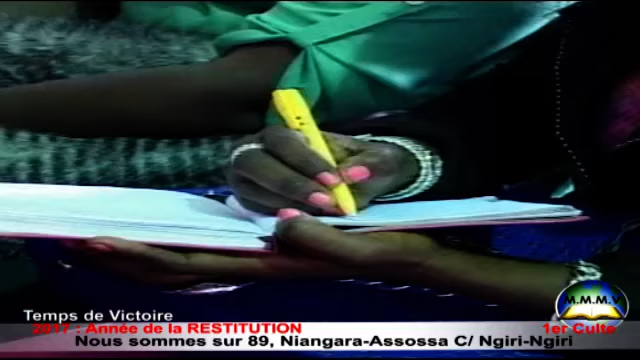 M.M.M.V
Temps de Victoire
2017 : Année de la RESTITUTION
1er Culte
Nous sommes sur 89, Niangara-Assossa C/ Ngiri-Ngiri